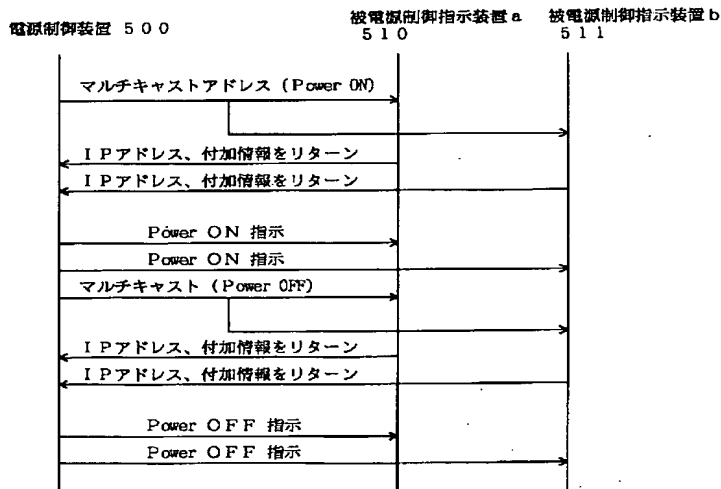 電源制御装置 500
被電源制御指示装置a
510
被電源制御指示装置b
511
マルチキャストアドレス (Power ON)
IPアドレス、付加情報をリターン
IPアドレス、付加情報をリターン
Power ON 指示
Power ON 指示
マルチキャスト (Power OFF)
IPアドレス、付加情報をリターン
IPアドレス、付加情報をリターン
Power OFF 指示
Power OFF 指示